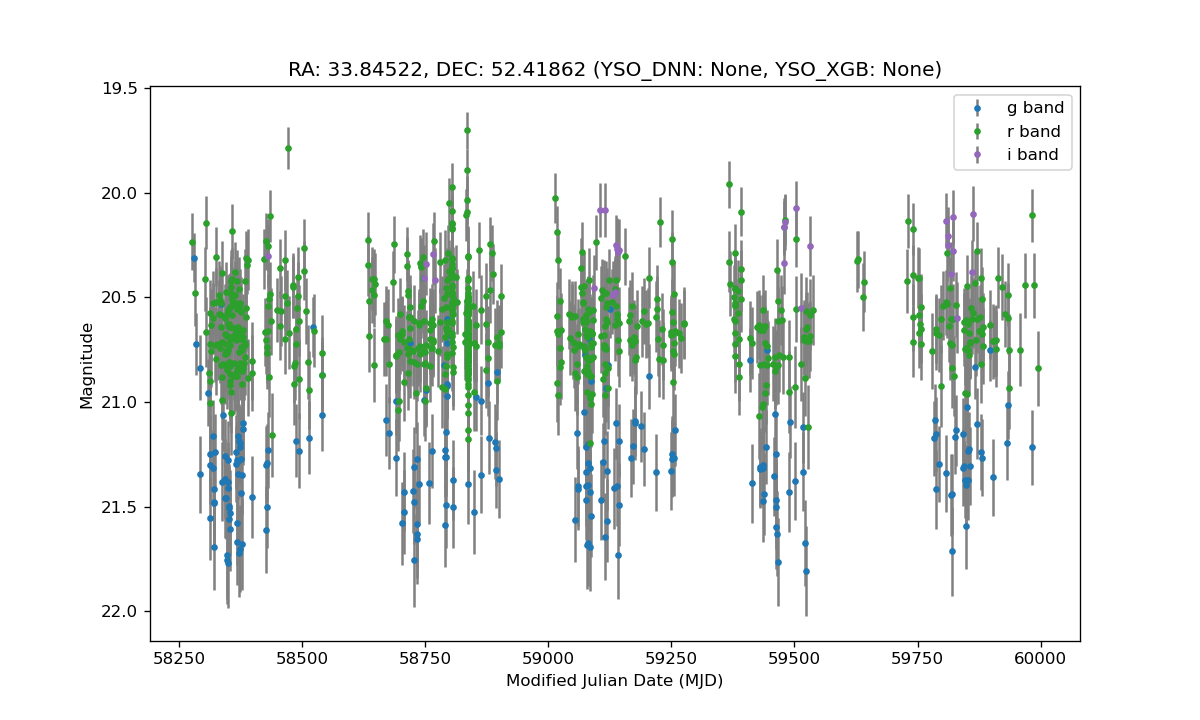 RA: 33.84522, DEC: 52.41862 (YSO_DNN: None, YSO_XGB: None)
g band
r band
i band
19.5
20.0
20.5
21.0
21.5
22.0
Magnitude
58250 58500 58750 59000 59250 59500 59750 60000
Modified Julian Date (MJD)